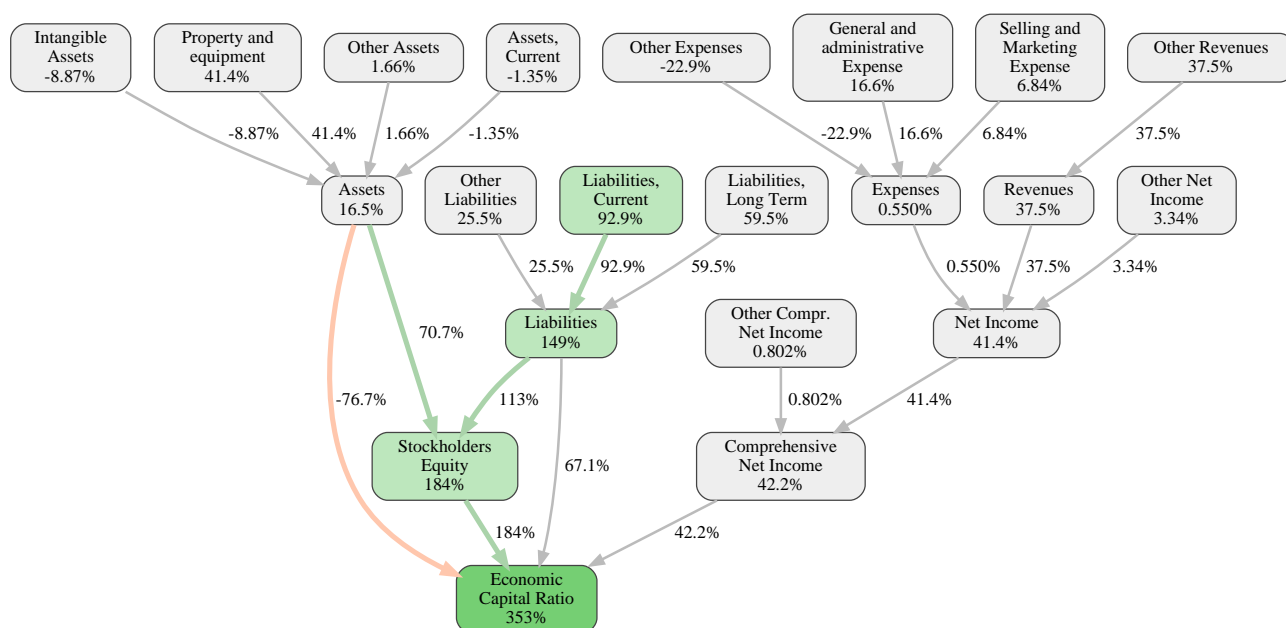 Intangible
Assets
-8.87%
Property and
equipment
41.4%
Other Assets
1.66%
Assets,
Current
-1.35%
Other Expenses
-22.9%
General and
administrative
Expense
16.6%
Selling and
Marketing
Expense
6.84%
Other Revenues
37.5%
-8.87%
41.4%
1.66%
-1.35%
-22.9%
16.6%
6.84%
37.5%
Assets
16.5%
Other
Liabilities
25.5%
Liabilities,
Current
92.9%
Liabilities,
Long Term
59.5%
Expenses
0.550%
Revenues
37.5%
Other Net
Income
3.34%
25.5%
92.9%
59.5%
0.550%
37.5%
3.34%
70.7%
Liabilities
149%
Other Compr.
Net Income
0.802%
Net Income
41.4%
-76.7%
113%
0.802%
41.4%
Stockholders
Equity
184%
67.1%
Comprehensive
Net Income
42.2%
184%
42.2%
Economic
Capital Ratio
353%